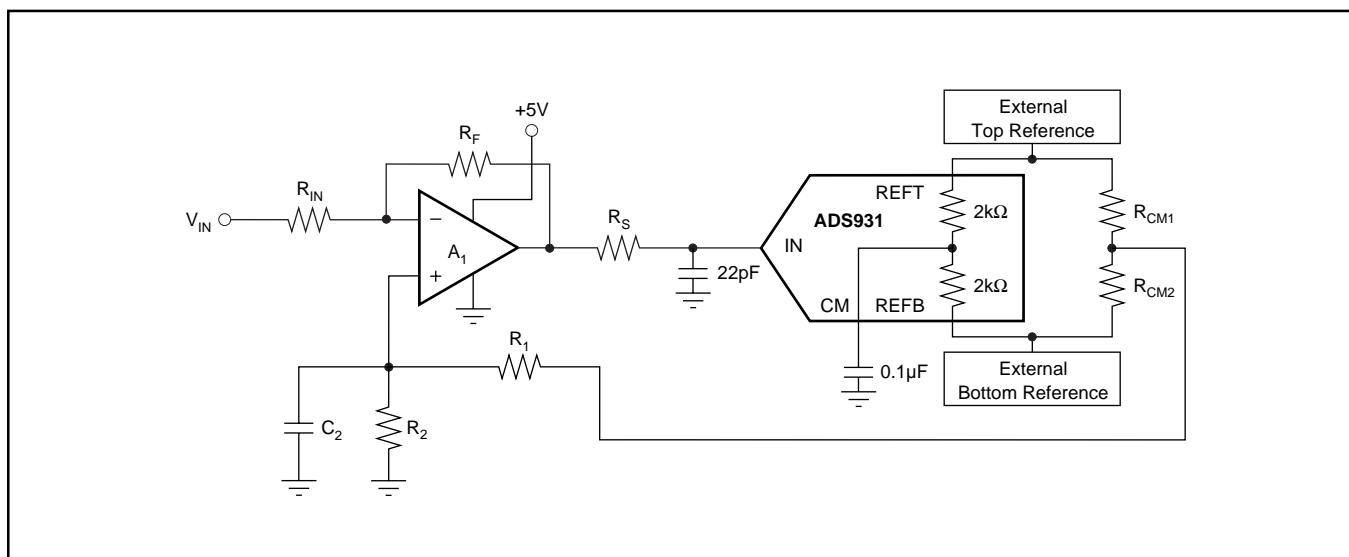 +5V
R_F
R_IN
V_IN
−
A_1
+
R_S
22pF
IN
ADS931
REFT
2kΩ
2kΩ
CM
REFB
0.1µF
External
Top Reference
R_CM1
R_CM2
External
Bottom Reference
R_1
C_2
R_2